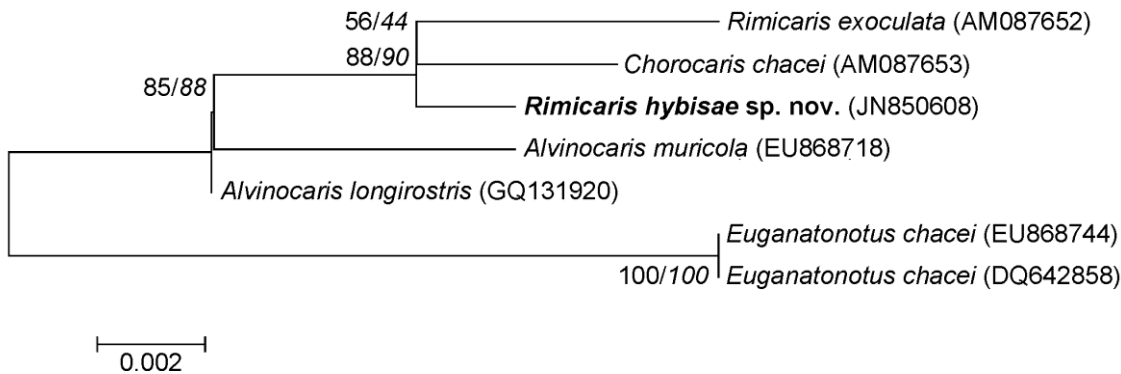 56/44
Rimicaris exoculata (AM087652)
88/90
Chorocaris chacei (AM087653)
85/88
Rimicaris hybisae sp. nov. (JN850608)
Alvinocaris muricola (EU868718)
Alvinocaris longirostris (GQ131920)
Euganatonotus chacei (EU868744)
100/100
Euganatonotus chacei (DQ642858)
0.002